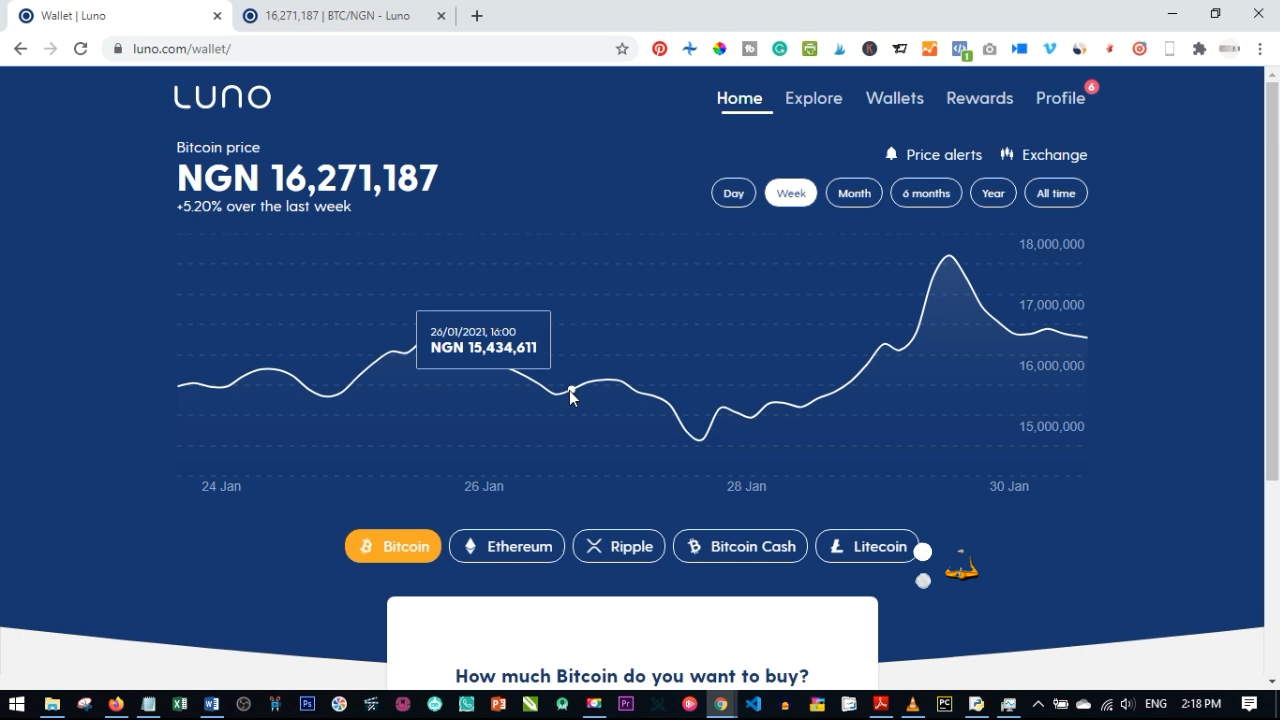 Wallet | Luno
16,271,187 | BTC/NGN - Luno
luno.com/wallet/
LUNO
Home Explore Wallets Rewards Profile 6
Bitcoin price
NGN 16,271,187
+5.20% over the last week
Price alerts Exchange
Day Week Month 6 months Year All time
18,000,000
17,000,000
26/01/2021, 16:00
NGN 15,434,611
16,000,000
15,000,000
24 Jan 26 Jan 28 Jan 30 Jan
Bitcoin Ethereum Ripple Bitcoin Cash Litecoin
How much Bitcoin do you want to buy?
ENG 2:18 PM